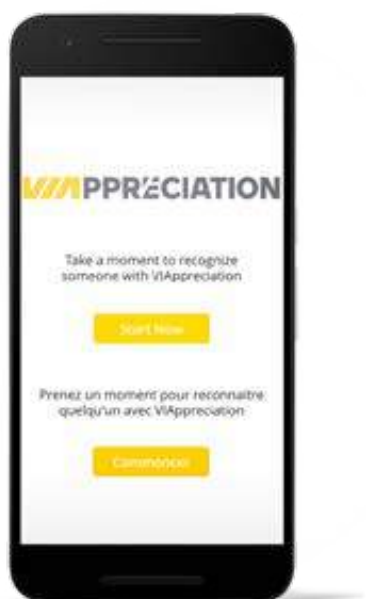 VIAPPRÉCIATION
Take a moment to recognize
someone with VIAppreciation
Start Now
Prenez un moment pour reconnaitre
quelqu'un avec VIAppreciation
Commencer